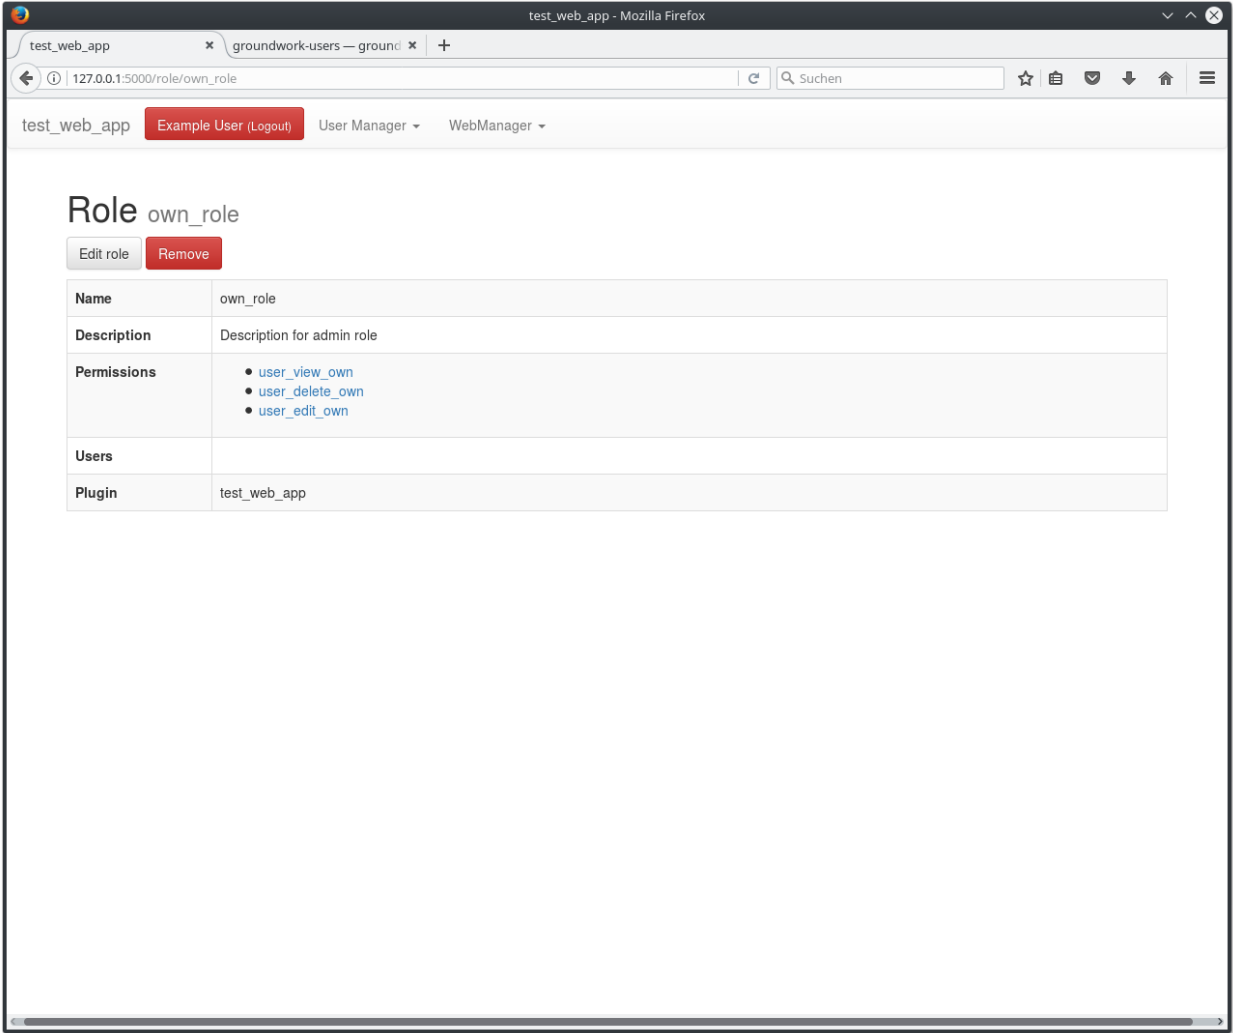 test_web_app - Mozilla Firefox
test_web_app groundwork-users — ground
127.0.0.1:5000/role/own_role Suchen
test_web_app Example User (Logout) User Manager WebManager
Role own_role
Edit role Remove
Name own_role
Description Description for admin role
Permissions user_view_own
user_delete_own
user_edit_own
Users
Plugin test_web_app